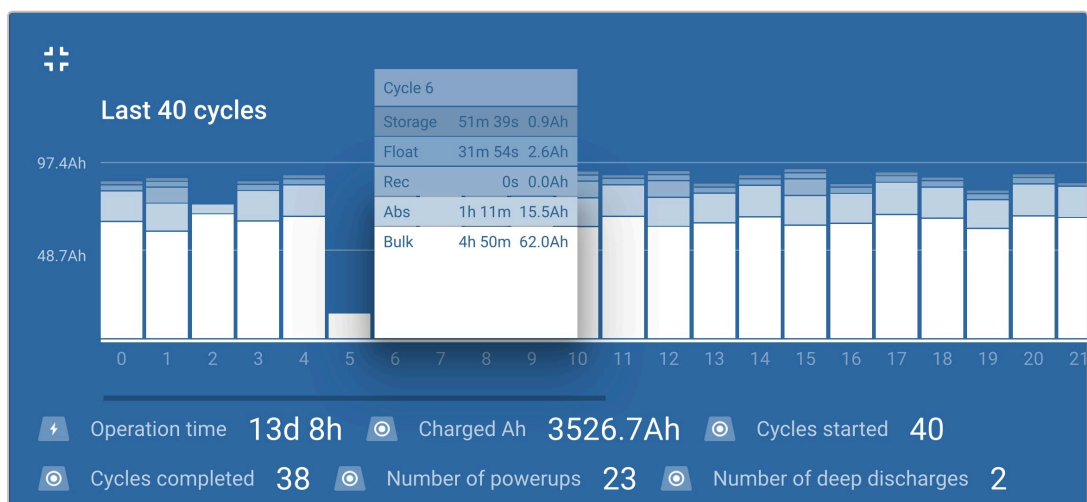 Last 40 cycles
Cycle 6
Storage 51m 39s 0.9Ah
Float 31m 54s 2.6Ah
Rec 0s 0.0Ah
Abs 1h 11m 15.5Ah
Bulk 4h 50m 62.0Ah
97.4Ah
48.7Ah
0 1 2 3 4 5 6 7 8 9 10 11 12 13 14 15 16 17 18 19 20 21
Operation time 13d 8h Charged Ah 3526.7Ah Cycles started 40
Cycles completed 38 Number of powerups 23 Number of deep discharges 2